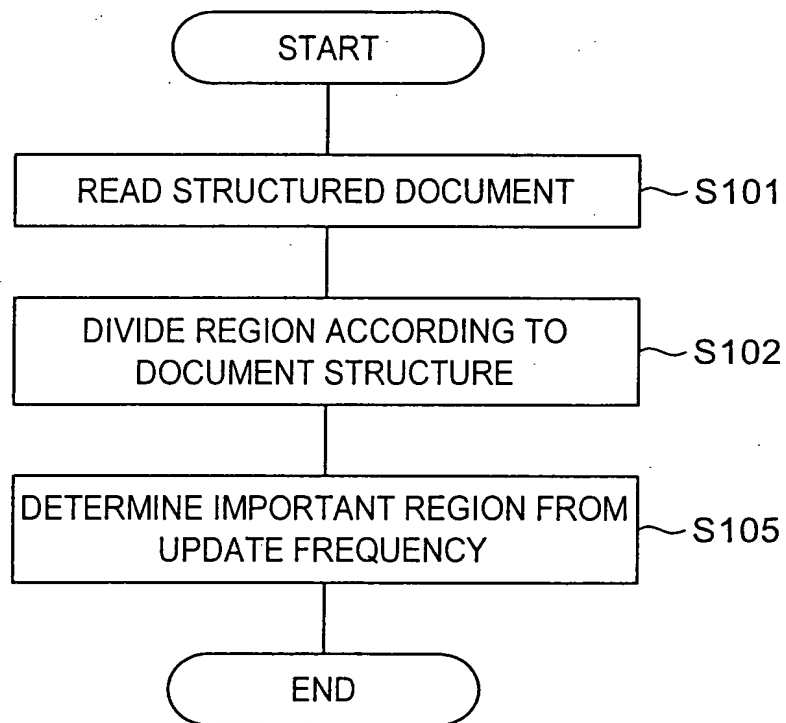 START
READ STRUCTURED DOCUMENT
S101
DIVIDE REGION ACCORDING TO
DOCUMENT STRUCTURE
S102
DETERMINE IMPORTANT REGION FROM
UPDATE FREQUENCY
S105
END